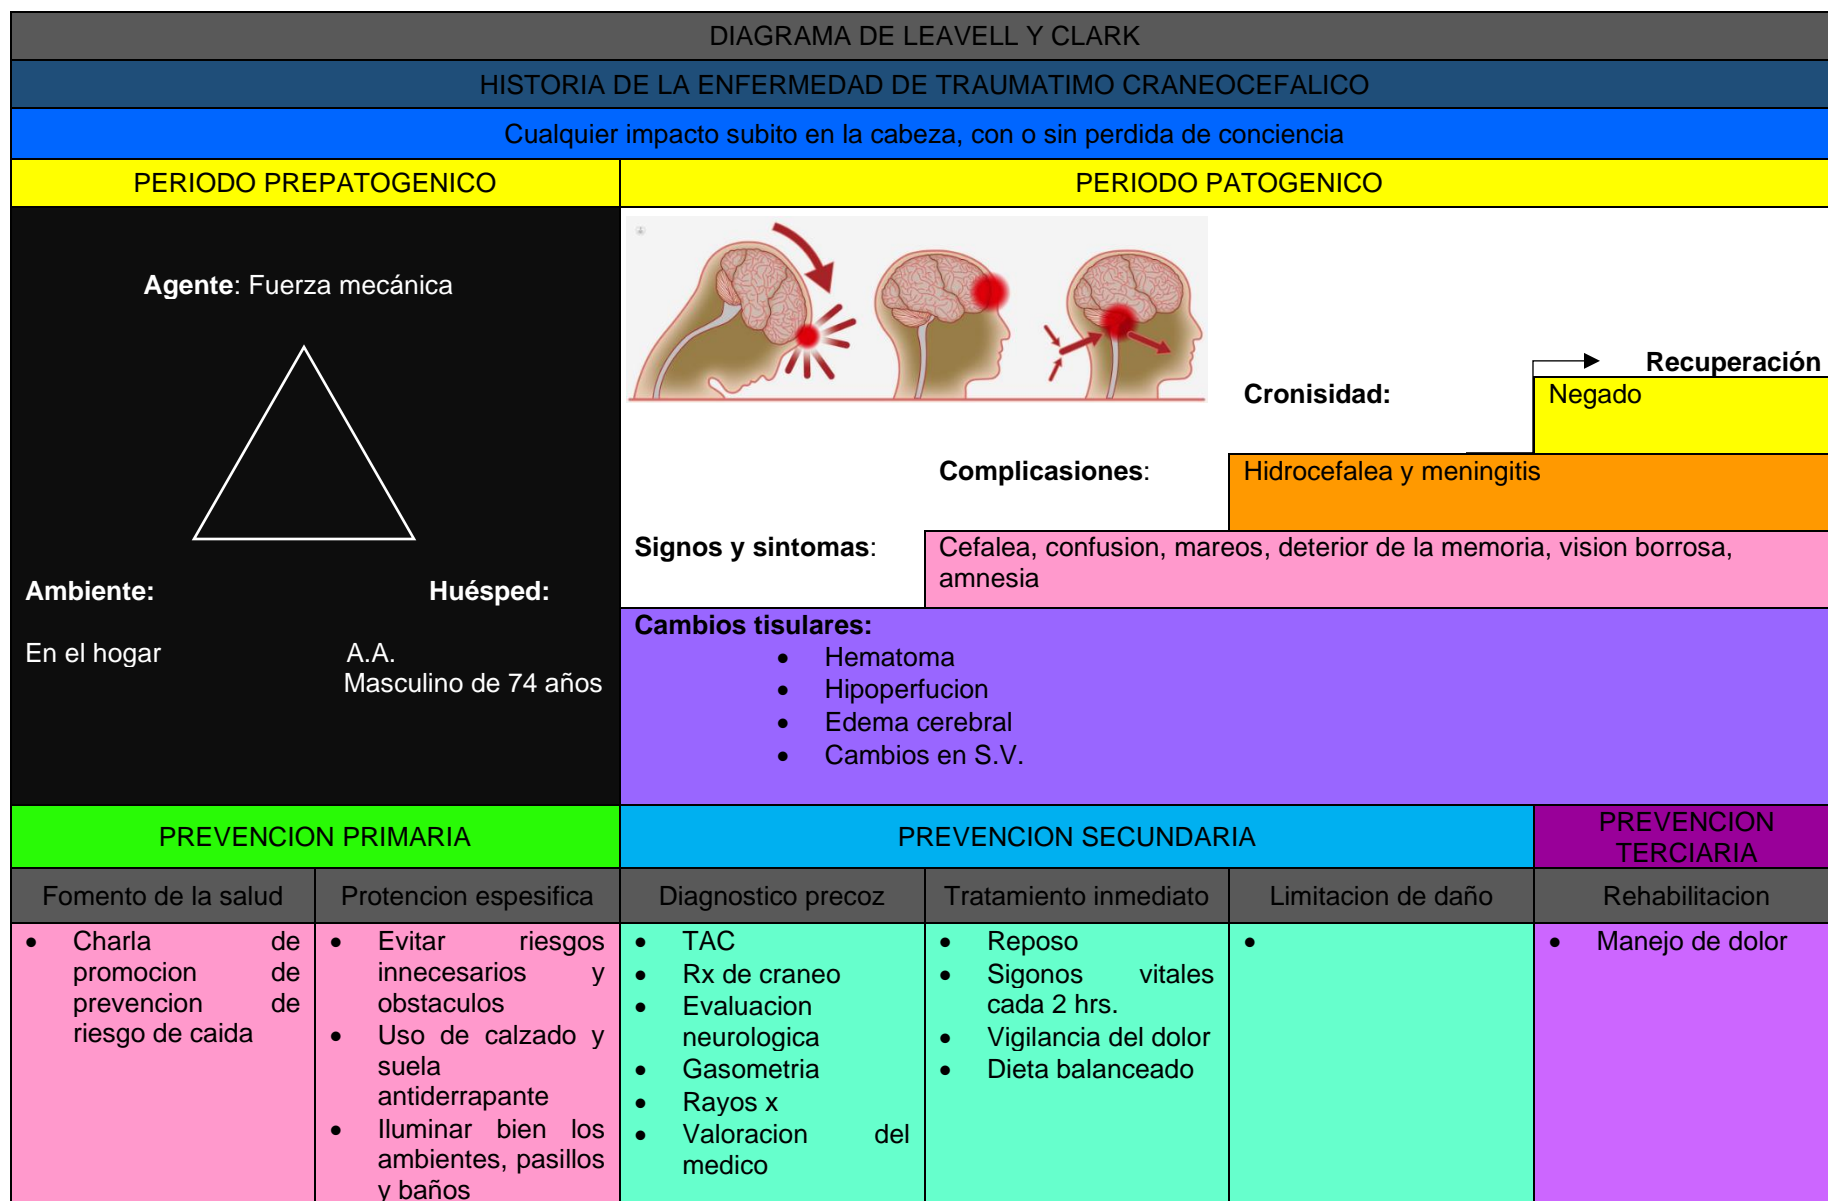 DIAGRAMA DE LEAVELL Y CLARK
HISTORIA DE LA ENFERMEDAD DE TRAUMATIMO CRANEOCEFALICO
Cualquier impacto subito en la cabeza, con o sin perdida de conciencia
PERIODO PREPATOGENICO
PERIODO PATOGENICO
Agente: Fuerza mecánica
Ambiente:
Huésped:
En el hogar
A.A.
Masculino de 74 años
Recuperación
Cronisidad:
Negado
Complicasiones:
Hidrocefalea y meningitis
Signos y sintomas:
Cefalea, confusion, mareos, deterior de la memoria, vision borrosa,
amnesia
Cambios tisulares:
• Hematoma
• Hipoperfucion
• Edema cerebral
• Cambios en S.V.
PREVENCION PRIMARIA
PREVENCION SECUNDARIA
PREVENCION
TERCIARIA
Fomento de la salud
Protencion espesifica
Diagnostico precoz
Tratamiento inmediato
Limitacion de daño
Rehabilitacion
• Charla de
promocion de
prevencion de
riesgo de caida
• Evitar riesgos
innecesarios y
obstaculos
• Uso de calzado y
suela
antiderrapante
• Iluminar bien los
ambientes, pasillos
y baños
• TAC
• Rx de craneo
• Evaluacion
neurologica
• Gasometria
• Rayos x
• Valoracion del
medico
• Reposo
• Sigonos vitales
cada 2 hrs.
• Vigilancia del dolor
• Dieta balanceado
•
• Manejo de dolor